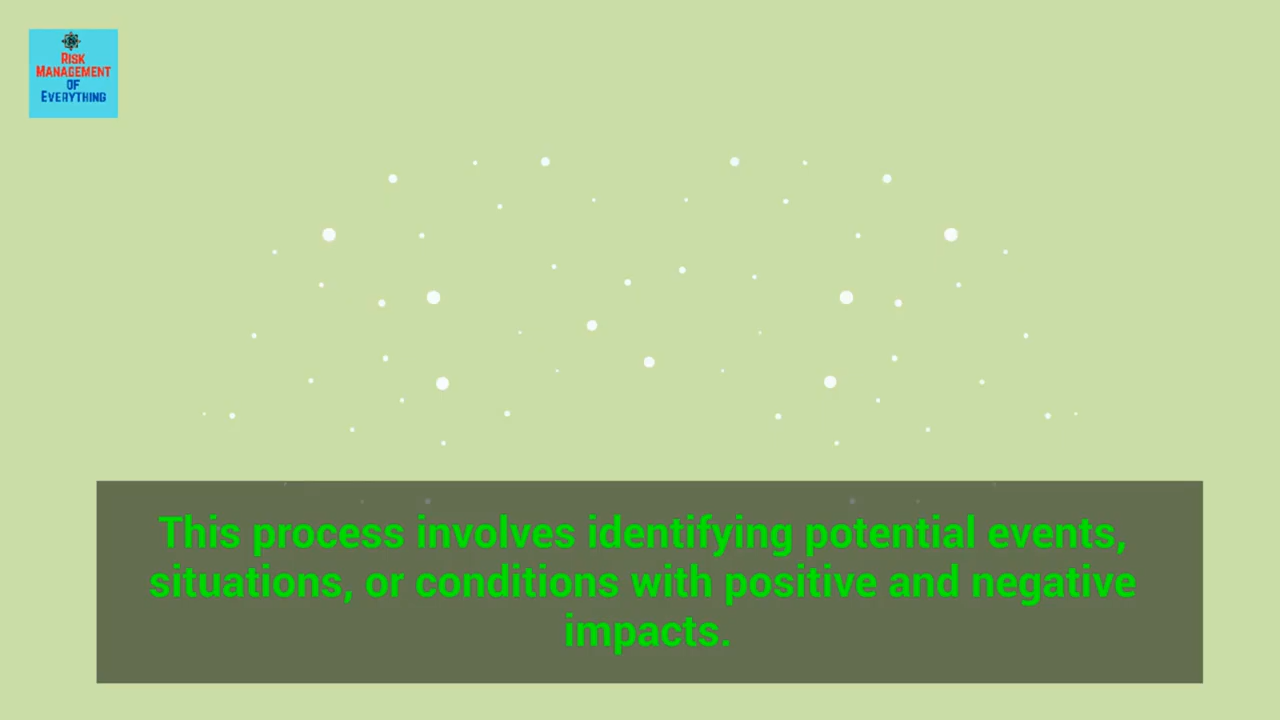 RISK
MANAGEMENT
OF
EVERYTHING
This process involves identifying potential events,
situations, or conditions with positive and negative
impacts.